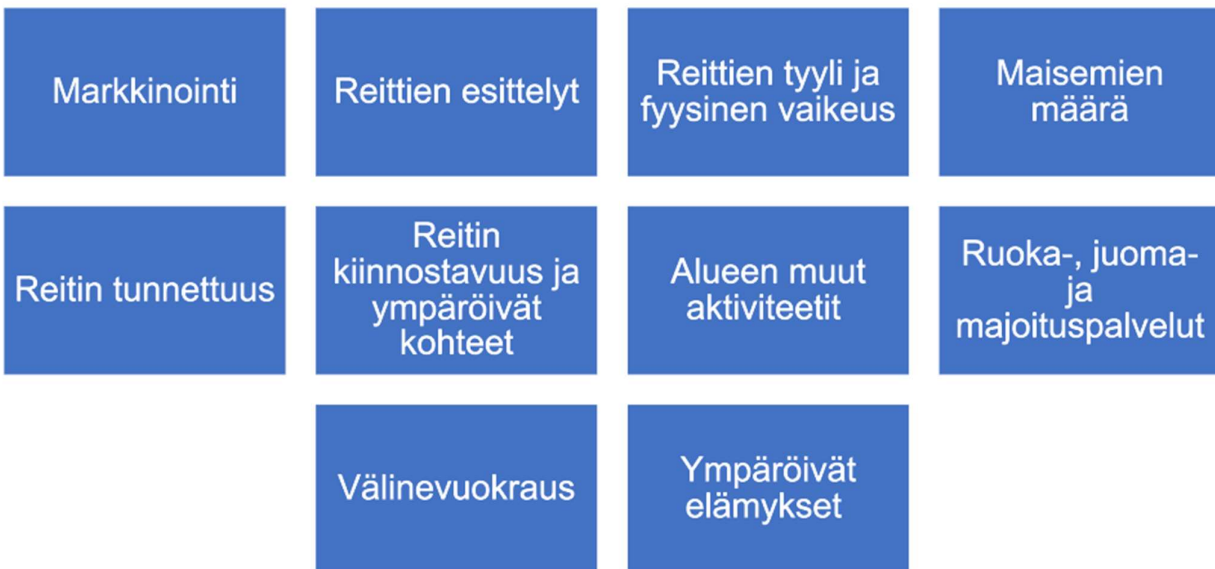 Markkinointi
Reittien esittelyt
Reittien tyyli ja
fyysinen vaikeus
Maisemien
määrä
Reitin tunnettuus
Reitin
kiinnostavuus ja
ympäröivät
kohteet
Alueen muut
aktiviteetit
Ruoka-, juoma-
ja
majoituspalvelut
Välinevuokraus
Ympäröivät
elämykset